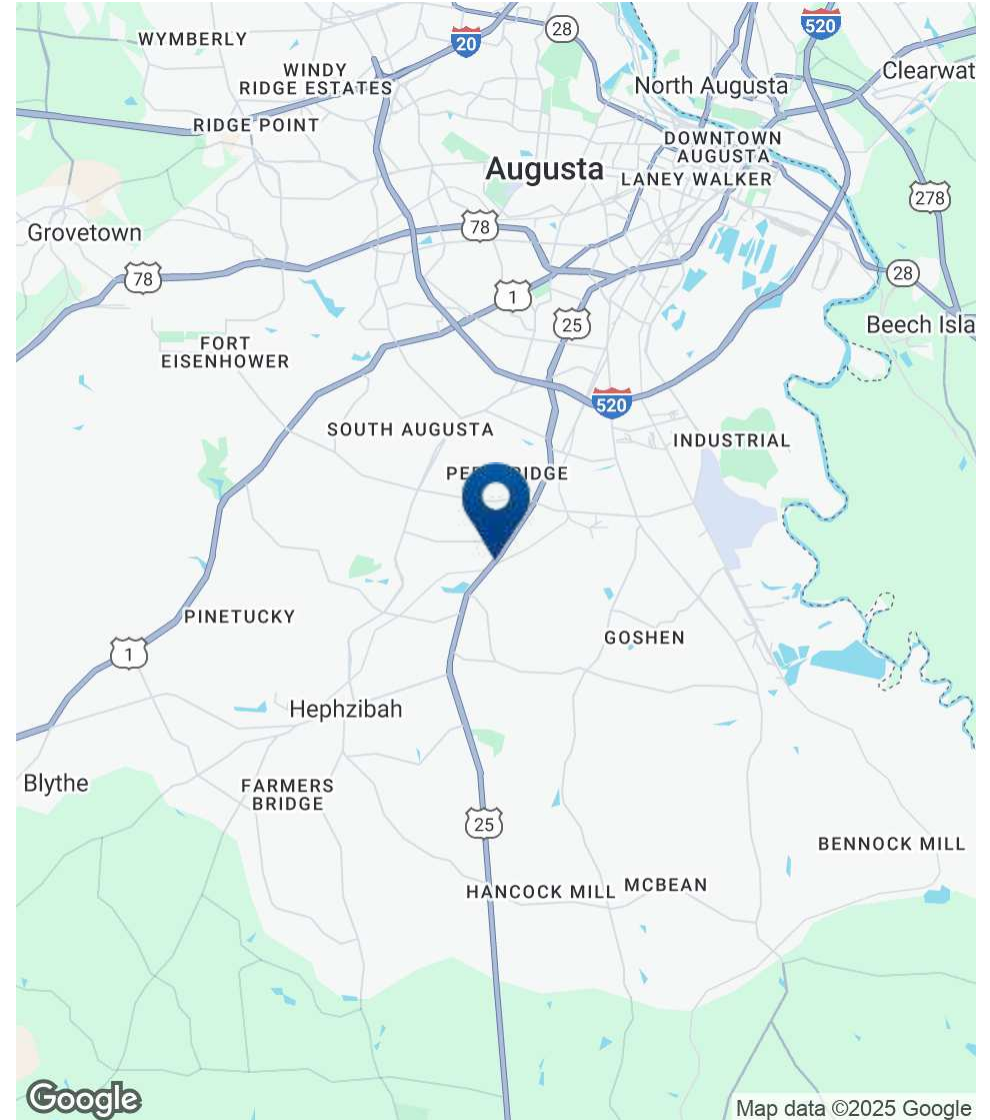 28
520
WYMBERLY
20
WINDY
RIDGE ESTATES
Clearwat
North Augusta
RIDGE POINT
DOWNTOWN
AUGUSTA
Augusta
LANEY WALKER
278
78
Grovetown
78
28
1
25
Beech Isla
FORT
EISENHOWER
520
SOUTH AUGUSTA
INDUSTRIAL
PINETUCKY
GOSHEN
1
Hephzibah
Blythe
FARMERS
BRIDGE
25
BENNOCK MILL
HANCOCK MILL
MCBEAN
Google
Map data ©2025 Google